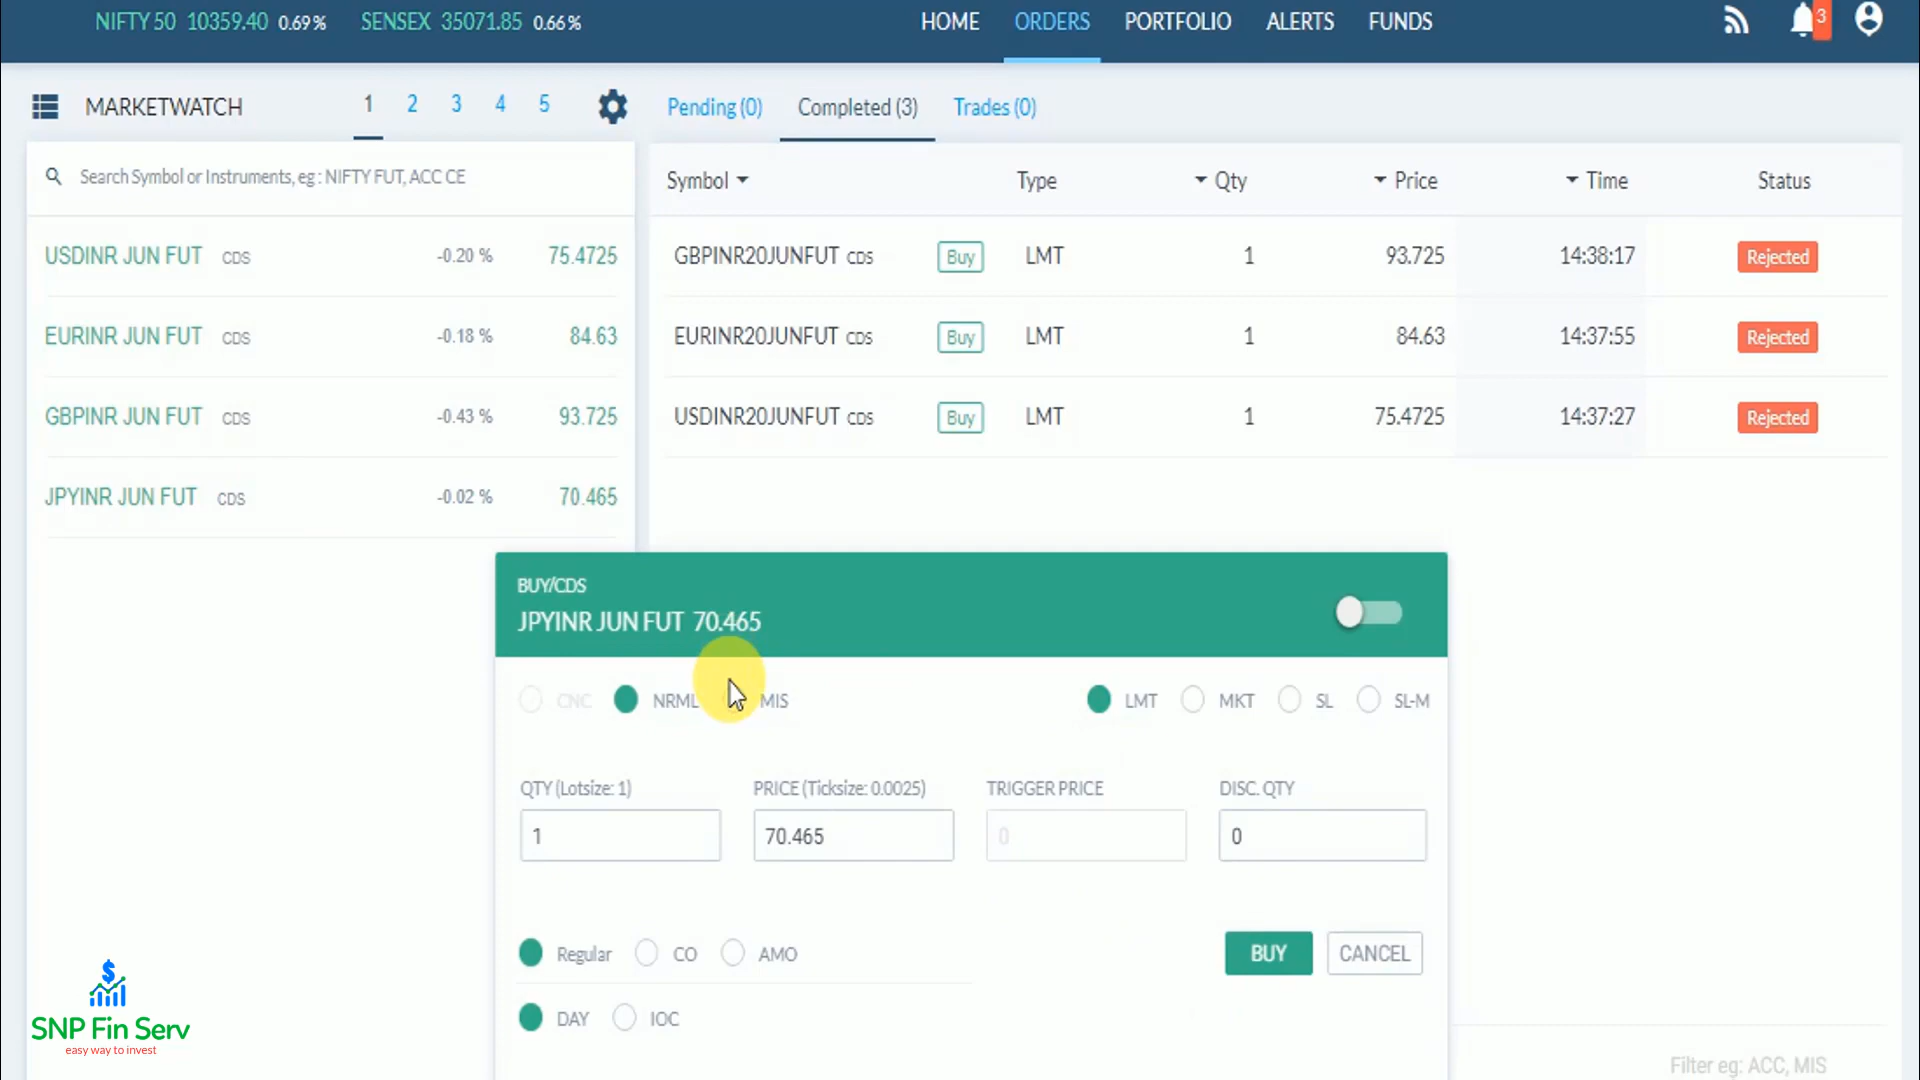 NIFTY 50 10359.40 0.69 % SENSEX 35071.85 0.66 % HOME ORDERS PORTFOLIO ALERTS FUNDS 3
MARKETWATCH 1 2 3 4 5 Pending (0) Completed (3) Trades (0)
Search Symbol or Instruments, eg : NIFTY FUT, ACC CE
Symbol Type Qty Price Time Status
USDINR JUN FUT CDS -0.20 % 75.4725
EURINR JUN FUT CDS -0.18 % 84.63
GBPINR JUN FUT CDS -0.43 % 93.725
JPYINR JUN FUT CDS -0.02 % 70.465
GBPINR20JUNFUT CDS Buy LMT 1 93.725 14:38:17 Rejected
EURINR20JUNFUT CDS Buy LMT 1 84.63 14:37:55 Rejected
USDINR20JUNFUT CDS Buy LMT 1 75.4725 14:37:27 Rejected
BUY/CDS
JPYINR JUN FUT 70.465
CNC NRML MIS LMT MKT SL SL-M
QTY (Lotsize: 1) PRICE (Ticksize: 0.0025) TRIGGER PRICE DISC. QTY
1 70.465 0 0
Regular CO AMO BUY CANCEL
DAY IOC
SNP Fin Serv
easy way to invest
Filter eg: ACC, MIS